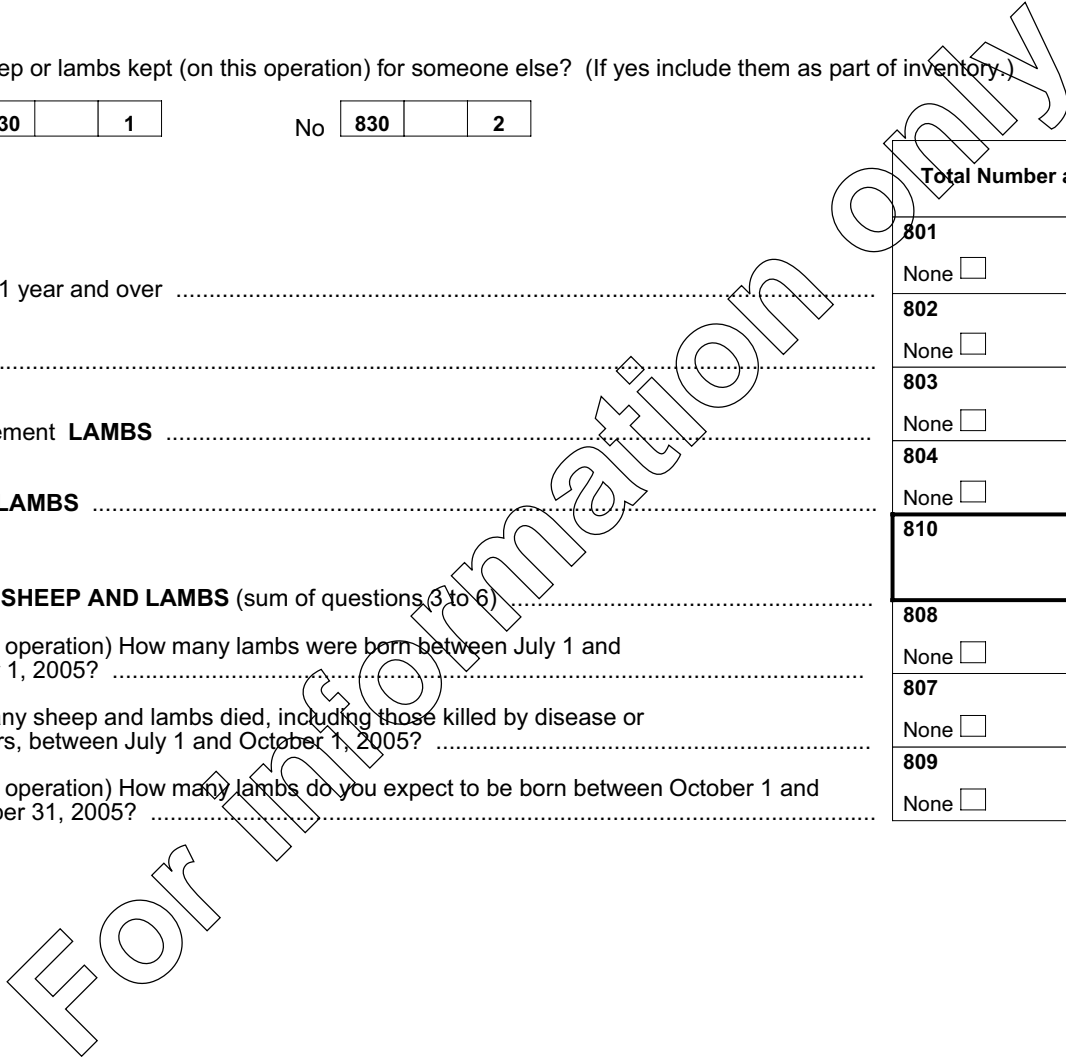 ep or lambs kept (on this operation) for someone else? (If yes include them as part of inventory.)
30 1 No 830 2
Total Number a
801
1 year and over None
802
None
803
ement LAMBS None
804
LAMBS None
810
SHEEP AND LAMBS (sum of questions 3 to 6)
808
operation) How many lambs were born between July 1 and
1, 2005? None
807
any sheep and lambs died, including those killed by disease or
rs, between July 1 and October 1, 2005? None
809
operation) How many lambs do you expect to be born between October 1 and
ber 31, 2005? None
For information only